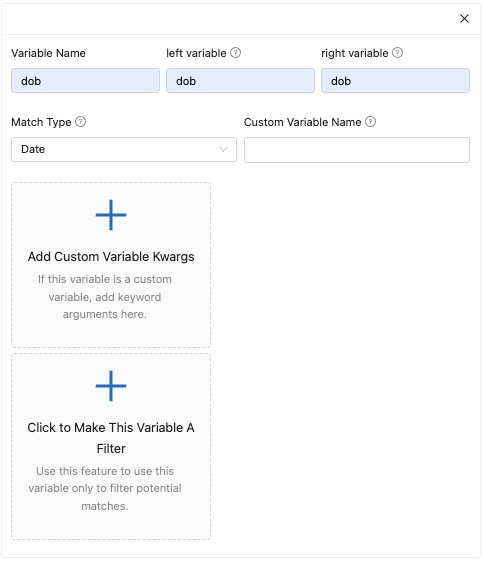 Variable Name left variable right variable
dob dob dob
Match Type Custom Variable Name
Date
Add Custom Variable Kwargs
If this variable is a custom
variable, add keyword
arguments here.
Click to Make This Variable A
Filter
Use this feature to use this
variable only to filter potential
matches.